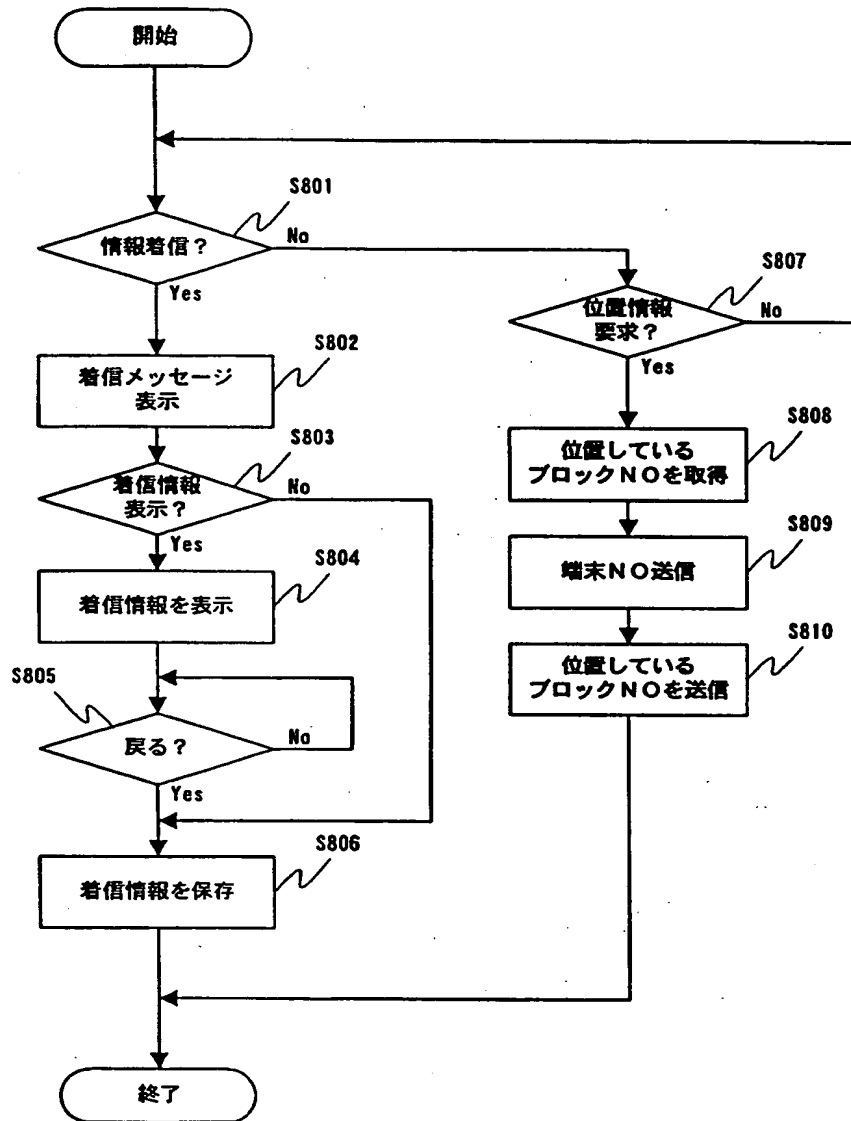 開始
S801
情報着信？
No
Yes
S807
位置情報
要求？
No
Yes
S802
着信メッセージ
表示
S803
着信情報
表示？
No
Yes
S808
位置している
ブロックNOを取得
S804
着信情報を表示
S809
端末NO送信
S805
戻る？
No
Yes
S810
位置している
ブロックNOを送信
S806
着信情報を保存
終了